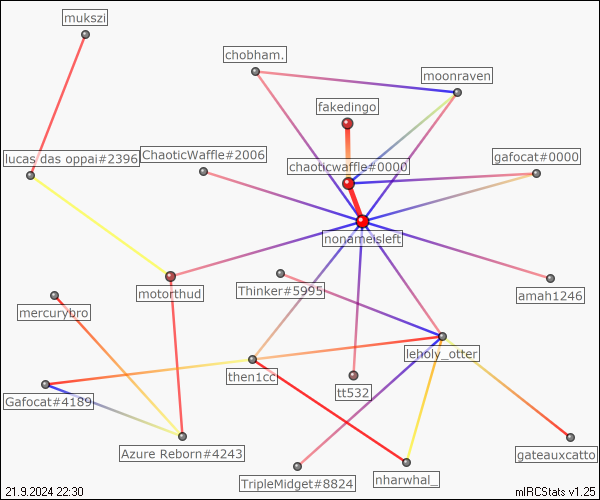 mukszi
chobham.
moonraven
fakedingo
lucas das oppai#2396
ChaoticWaffle#2006
chaoticwaffle#0000
gafocat#0000
nonameisleft
motorthud
Thinker#5995
amah1246
mercurybro
leholy_otter
then1cc
tt532
Gafocat#4189
Azure Reborn#4243
gateauxcatto
nharwhal_
TripleMidget#8824
21.9.2024 22:30
mIRCStats v1.25